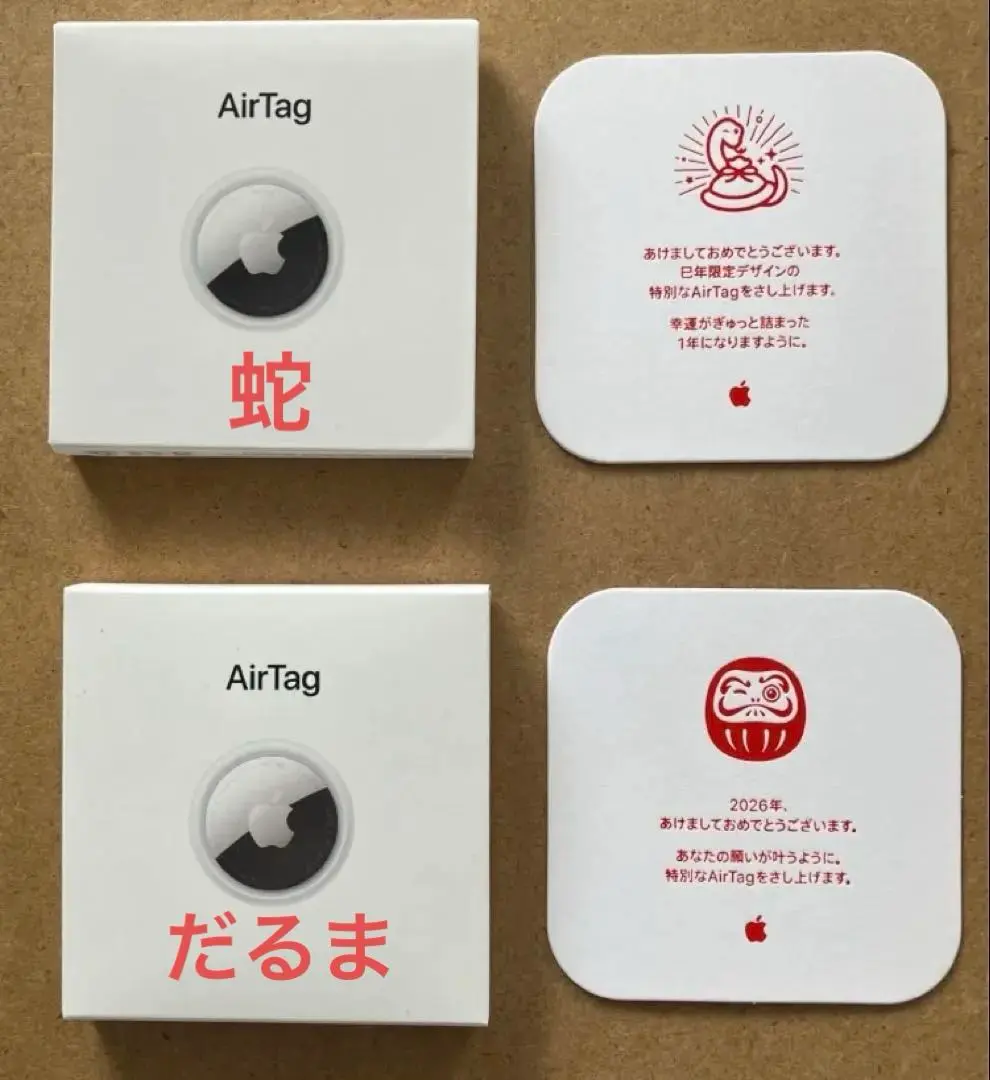 AirTag
蛇
あけましておめでとうございます。
巳年限定デザインの
特別なAirTagをさし上げます。
幸運がぎゅっと詰まった
1年になりますように。
AirTag
だるま
2026年、
あけましておめでとうございます。
あなたの願いが叶うように。
特別なAirTagをさし上げます。